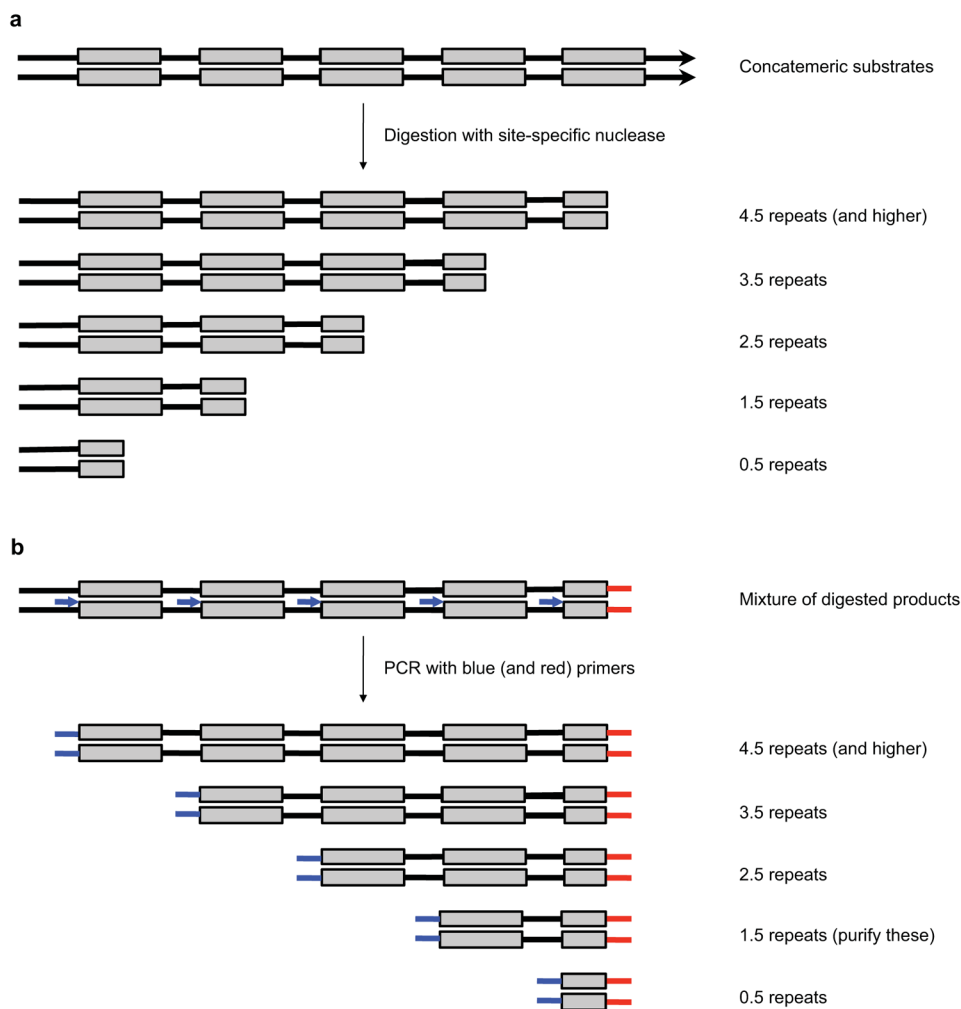 a
Concatemeric substrates
Digestion with site-specific nuclease
4.5 repeats (and higher)
3.5 repeats
2.5 repeats
1.5 repeats
0.5 repeats
b
Mixture of digested products
PCR with blue (and red) primers
4.5 repeats (and higher)
3.5 repeats
2.5 repeats
1.5 repeats (purify these)
0.5 repeats